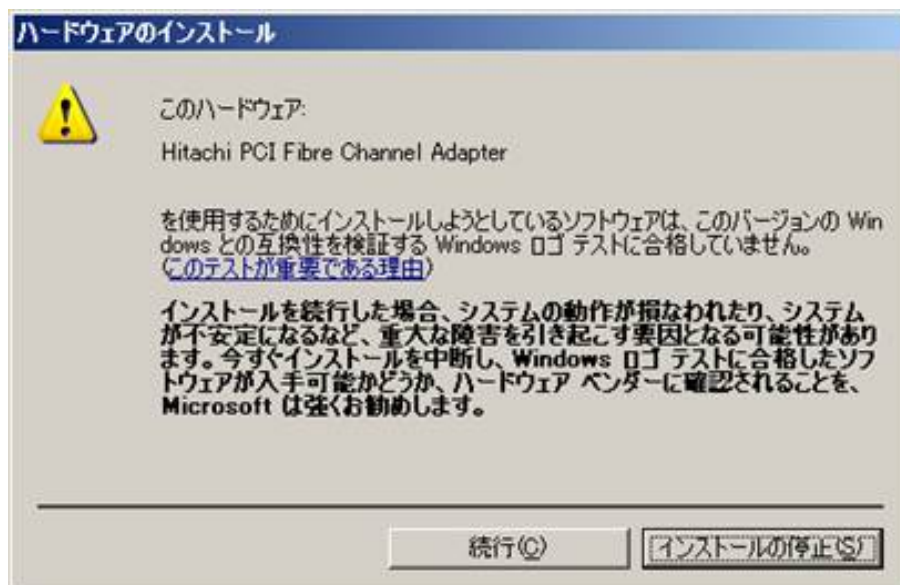 ハードウェアのインストール
このハードウェア:
Hitachi PCI Fibre Channel Adapter
を使用するためにインストールしようとしているソフトウェアは、このバージョンの Win
dows との互換性を検証する Windows ロゴ テストに合格していません。
(このテストが重要である理由)
インストールを続行した場合、システムの動作が損なわれたり、システム
が不安定になるなど、重大な障害を引き起こす要因となる可能性があり
ます。今すぐインストールを中断し、Windows ロゴ テストに合格したソフ
トウェアが入手可能かどうか、ハードウェア ベンダーに確認されることを、
Microsoft は強くお勧めします。
続行(C) インストールの停止(S)